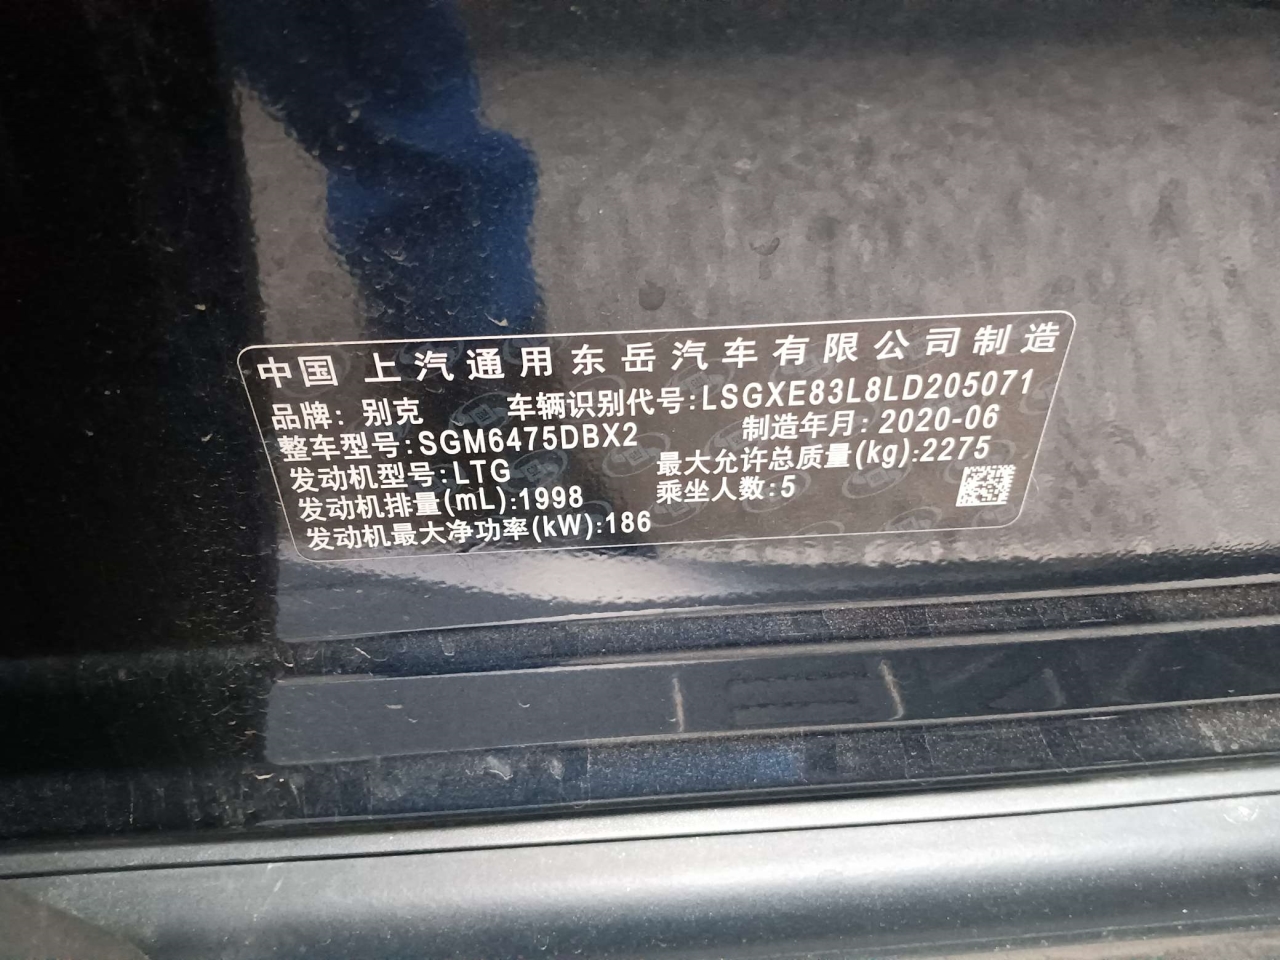 中国 上汽通用东岳汽车有限公司制造
品牌: 别克 车辆识别代号:LSGXE83L8LD205071
整车型号:SGM6475DBX2 制造年月: 2020-06
发动机型号:LTG 最大允许总质量(kg):2275
发动机排量(mL):1998 乘坐人数:5
发动机最大净功率(kW):186